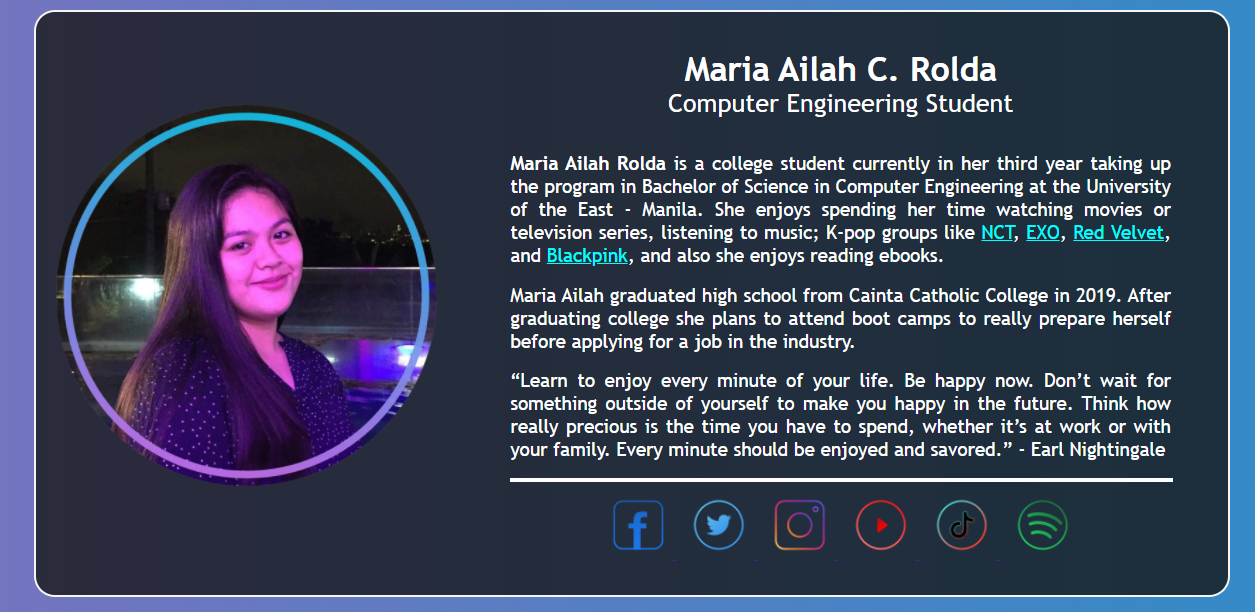 Maria Ailah C. Rolda
Computer Engineering Student
Maria Ailah Rolda is a college student currently in her third year taking up
the program in Bachelor of Science in Computer Engineering at the University
of the East - Manila. She enjoys spending her time watching movies or
television series, listening to music; K-pop groups like NCT, EXO, Red Velvet,
and Blackpink, and also she enjoys reading ebooks.
Maria Ailah graduated high school from Cainta Catholic College in 2019. After
graduating college she plans to attend boot camps to really prepare herself
before applying for a job in the industry.
“Learn to enjoy every minute of your life. Be happy now. Don’t wait for
something outside of yourself to make you happy in the future. Think how
really precious is the time you have to spend, whether it’s at work or with
your family. Every minute should be enjoyed and savored.” - Earl Nightingale